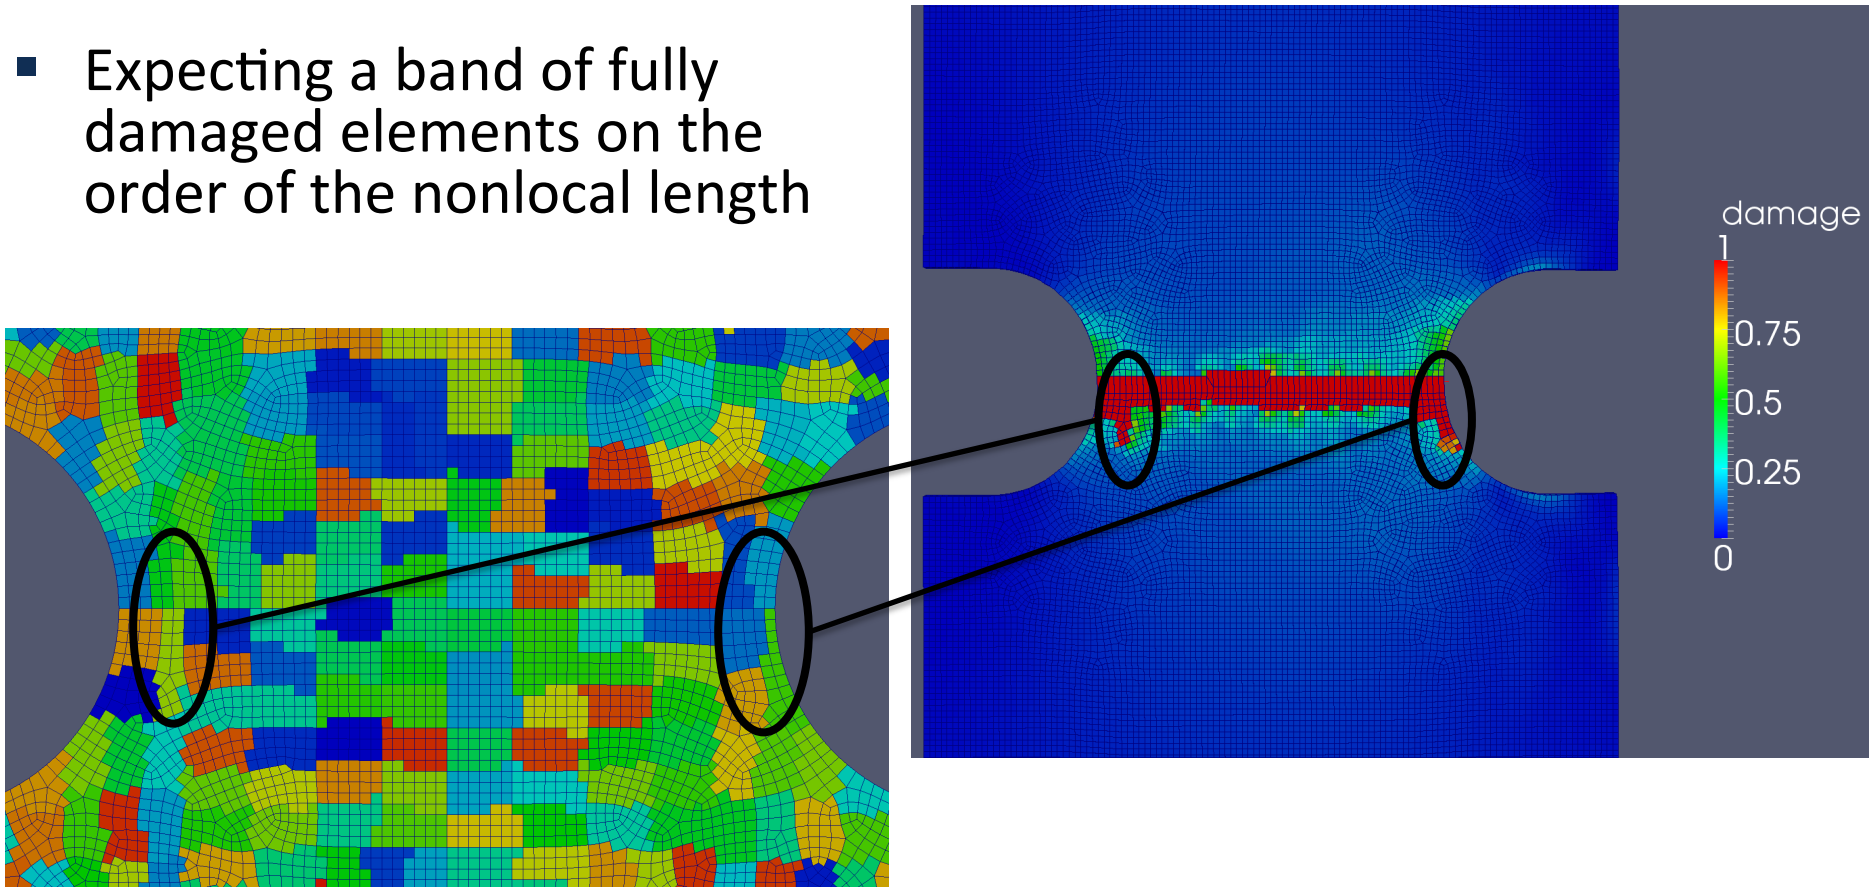 ▪ Expecting a band of fully
damaged elements on the
order of the nonlocal length
damage
1
0.75
0.5
0.25
0